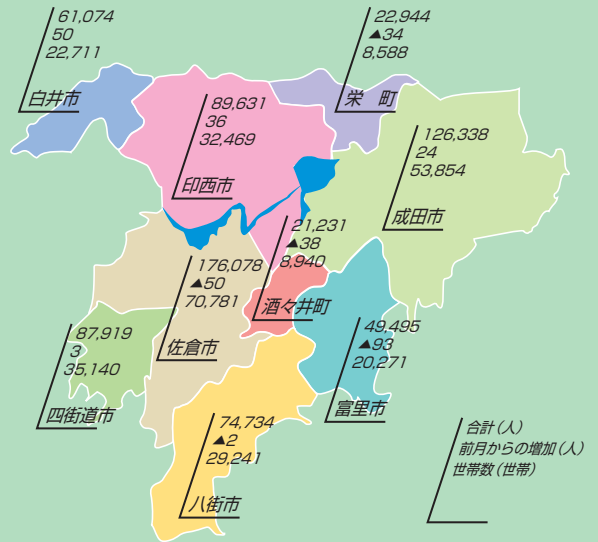 61,074
50
22,711
白井市
22,944
▲34
8,588
栄　町
89,631
36
32,469
印西市
126,338
24
53,854
成田市
21,231
▲38
8,940
酒々井町
176,078
▲50
70,781
佐倉市
87,919
3
35,140
四街道市
49,495
▲93
20,271
富里市
74,734
▲2
29,241
八街市
合計（人）
前月からの増加（人）
世帯数（世帯）